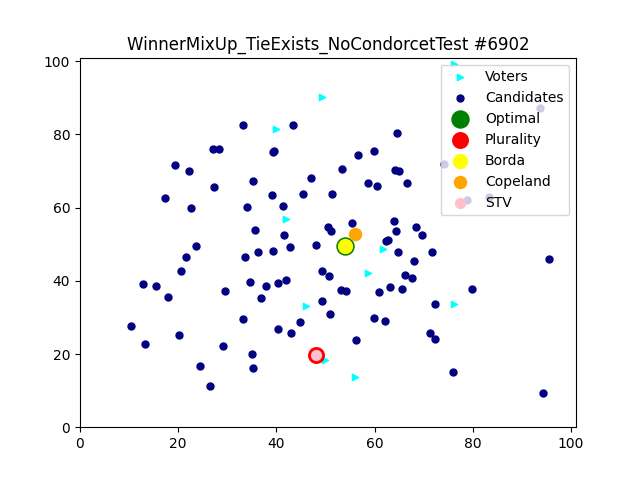 WinnerMixUp_TieExists_NoCondorcetTest #6902
100
80
60
40
20
0
0 20 40 60 80 100
Voters
Candidates
Optimal
Plurality
Borda
Copeland
STV